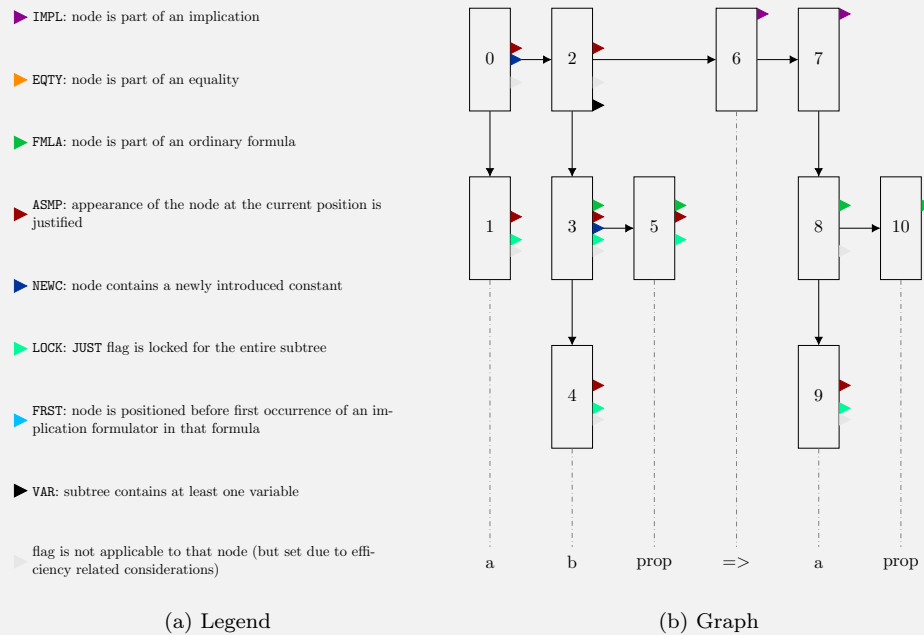 IMPL: node is part of an implication
EQTY: node is part of an equality
FMLA: node is part of an ordinary formula
ASMP: appearance of the node at the current position is
justified
NEWC: node contains a newly introduced constant
LOCK: JUST flag is locked for the entire subtree
FRST: node is positioned before first occurrence of an im-
plication formulator in that formula
VAR: subtree contains at least one variable
flag is not applicable to that node (but set due to effi-
ciency related considerations)
(a) Legend
0 2 6 7
1 3 5 8 10
4 9
a b prop => a prop
(b) Graph